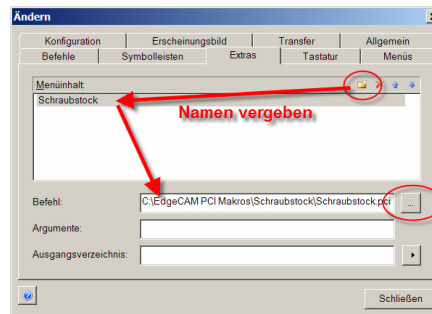 Ändern
Konfiguration Erscheinungsbild Transfer Allgemein
Befehle Symbolleisten Extras Tastatur Menüs
Menüinhalt:
Schraubstock
Namen vergeben
Befehl: C:\EdgeCAM PCI Makros\Schraubstock\Schraubstock.pci ...
Argumente:
Ausgangsverzeichnis:
Schließen